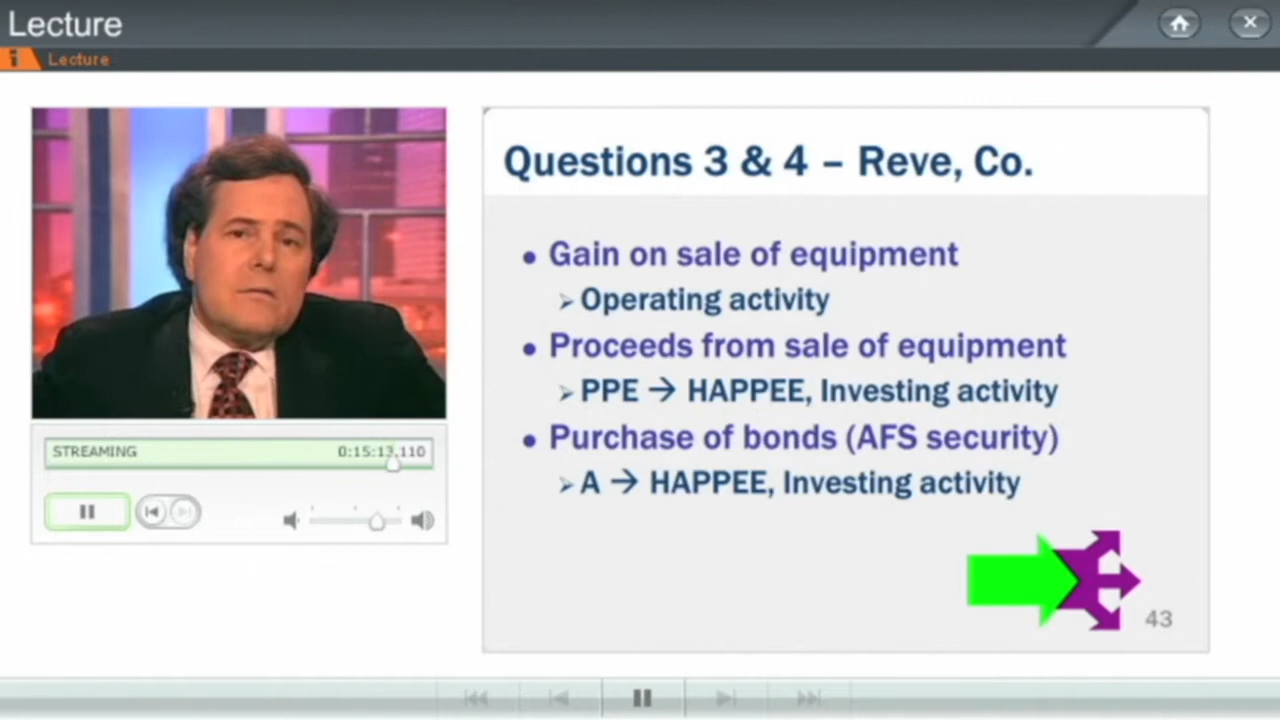 Lecture
i Lecture
Questions 3 & 4 – Reve, Co.
• Gain on sale of equipment
➢ Operating activity
• Proceeds from sale of equipment
➢ PPE → HAPPEE, Investing activity
• Purchase of bonds (AFS security)
➢ A → HAPPEE, Investing activity
43
STREAMING 0:15:13.110